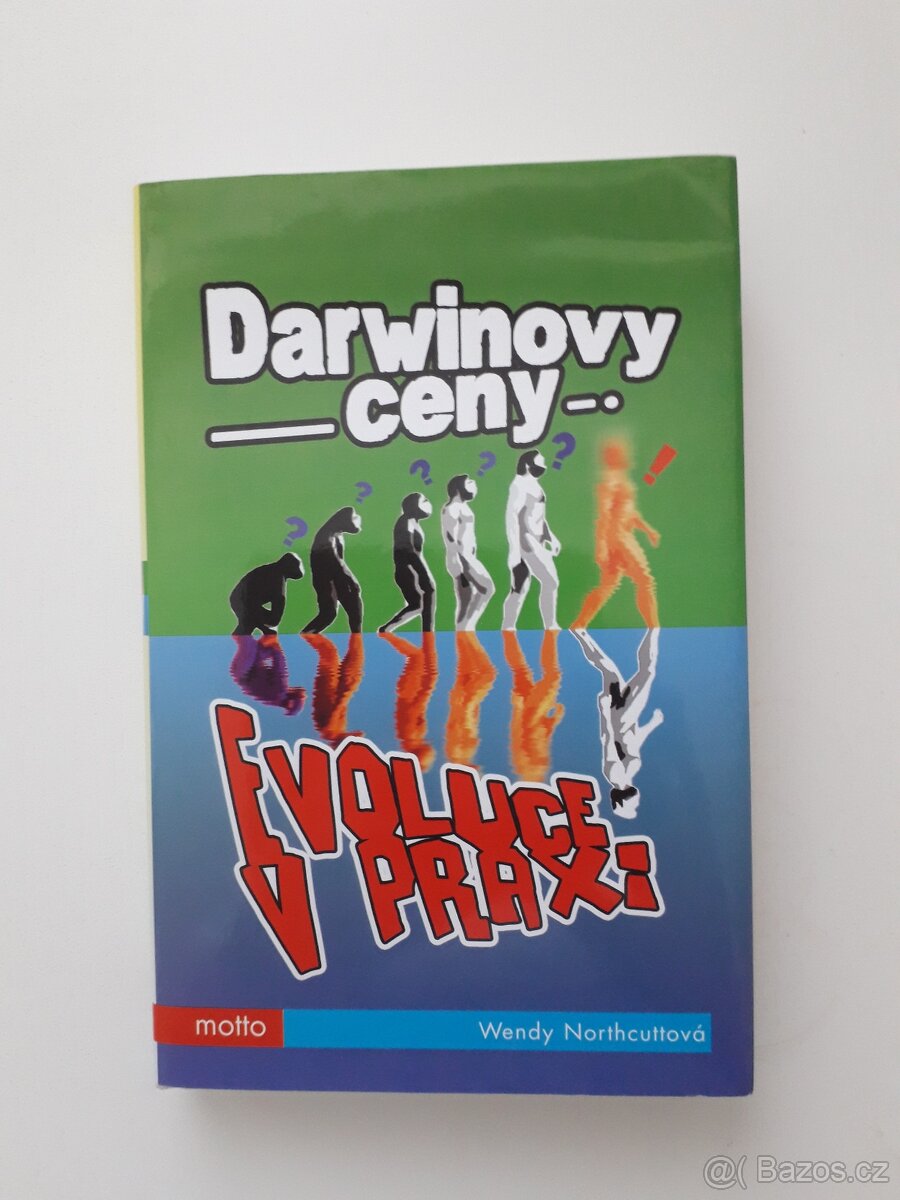 Darwinovy
ceny
?
?
?
?
?
!
EVOLUCE
V PRAXI
motto
Wendy Northcuttová
@( Bazos.cz